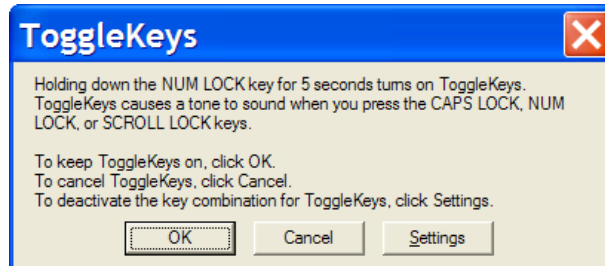 ToggleKeys
Holding down the NUM LOCK key for 5 seconds turns on ToggleKeys.
ToggleKeys causes a tone to sound when you press the CAPS LOCK, NUM
LOCK, or SCROLL LOCK keys.
To keep ToggleKeys on, click OK.
To cancel ToggleKeys, click Cancel.
To deactivate the key combination for ToggleKeys, click Settings.
OK Cancel Settings